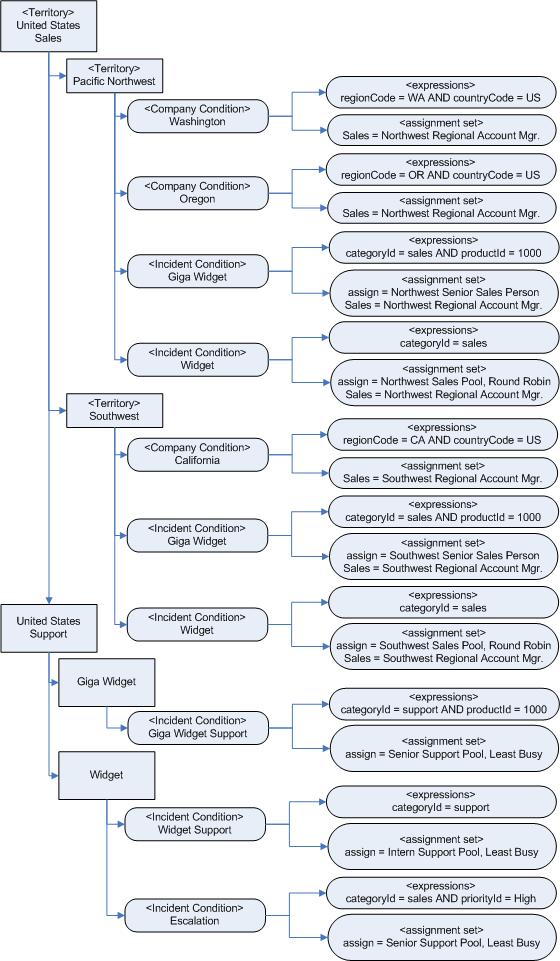 <Territory>
United States
Sales
<Territory>
Pacific Northwest
<Company Condition>
Washington
<expressions>
regionCode = WA AND countryCode = US
<assignment set>
Sales = Northwest Regional Account Mgr.
<Company Condition>
Oregon
<expressions>
regionCode = OR AND countryCode = US
<assignment set>
Sales = Northwest Regional Account Mgr.
<Incident Condition>
Giga Widget
<expressions>
categoryId = sales AND productId = 1000
<assignment set>
assign = Northwest Senior Sales Person
Sales = Northwest Regional Account Mgr.
<Incident Condition>
Widget
<expressions>
categoryId = sales
<assignment set>
assign = Northwest Sales Pool, Round Robin
Sales = Northwest Regional Account Mgr.
<Territory>
Southwest
<Company Condition>
California
<expressions>
regionCode = CA AND countryCode = US
<assignment set>
Sales = Southwest Regional Account Mgr.
<Incident Condition>
Giga Widget
<expressions>
categoryId = sales AND productId = 1000
<assignment set>
assign = Southwest Senior Sales Person
Sales = Southwest Regional Account Mgr.
<Incident Condition>
Widget
<expressions>
categoryId = sales
<assignment set>
assign = Southwest Sales Pool, Round Robin
Sales = Southwest Regional Account Mgr.
United States
Support
Giga Widget
<Incident Condition>
Giga Widget Support
<expressions>
categoryId = support AND productId = 1000
<assignment set>
assign = Senior Support Pool, Least Busy
Widget
<Incident Condition>
Widget Support
<expressions>
categoryId = support
<assignment set>
assign = Intern Support Pool, Least Busy
<Incident Condition>
Escalation
<expressions>
categoryId = sales AND priorityId = High
<assignment set>
assign = Senior Support Pool, Least Busy